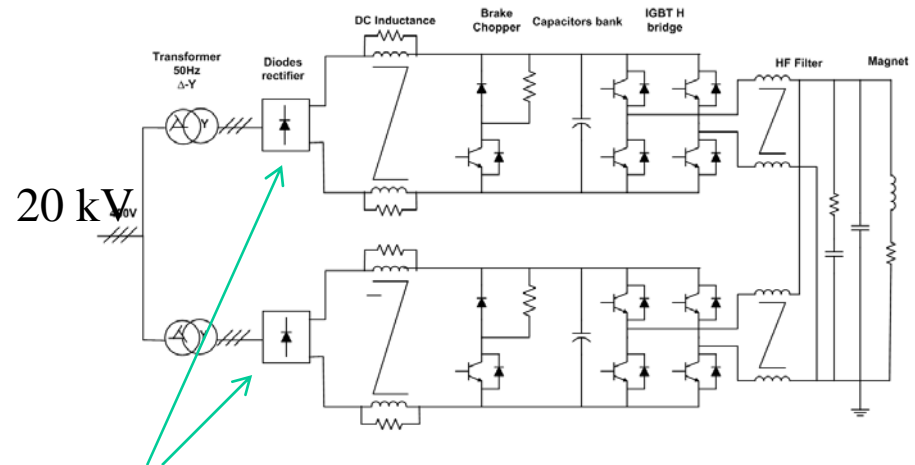 DC Inductance
Brake
Chopper
Capacitors bank
IGBT H
bridge
Transformer
50Hz
Δ-Y
Diodes
rectifier
HF Filter
Magnet
Y
20 kV
Y